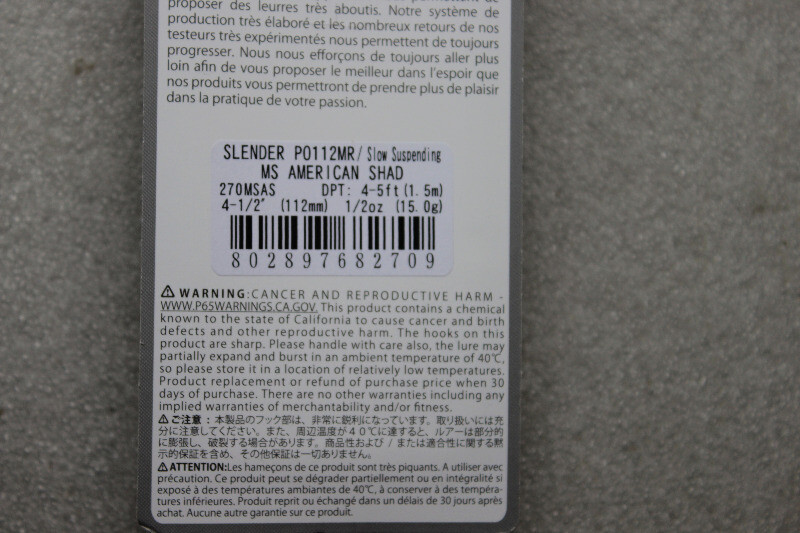 proposer des leurres très aboutis. Notre système de
production très élaboré et les nombreux retours de nos
testeurs très expérimentés nous permettent de toujours
progresser. Nous nous efforçons de toujours aller plus
loin afin de vous proposer le meilleur dans l'espoir que
nos produits vous permettront de prendre plus de plaisir
dans la pratique de votre passion.
SLENDER PO112MR/Slow Suspending
MS AMERICAN SHAD
270MSAS DPT: 4-5ft(1.5m)
4-1/2" (112mm) 1/2oz (15.0g)
802897682709
⚠WARNING:CANCER AND REPRODUCTIVE HARM -
WWW.P65WARNINGS.CA.GOV. This product contains a chemical
known to the state of California to cause cancer and birth
defects and other reproductive harm. The hooks on this
product are sharp. Please handle with care also, the lure may
partially expand and burst in an ambient temperature of 40℃,
so please store it in a location of relatively low temperatures.
Product replacement or refund of purchase price when 30
days of purchase. There are no other warranties including any
implied warranties of merchantability and/or fitness.
⚠ご注意：本製品のフック部は、非常に鋭利になっています。取り扱いには充
分に注意してください。また、周辺温度が４０℃に達すると、ルアーは部分的
に膨張し、破裂する場合があります。商品性および / または適合性に関する黙
示的保証を含め、その他保証は一切ありません。
⚠ATTENTION:Les hameçons de ce produit sont très piquants. A utiliser avec
précaution. Ce produit peut se dégrader partiellement ou en intégralité si
exposé à des températures ambiantes de 40℃, à conserver à des tempéra-
tures inférieures. Produit reprit ou échangé dans un délais de 30 jours après
achat. Aucune autre garantie sur ce produit.